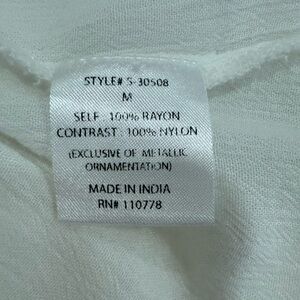 STYLE# S-30508
M
SELF : 100% RAYON
CONTRAST : 100% NYLON
(EXCLUSIVE OF METALLIC
ORNAMENTATION)
MADE IN INDIA
RN# 110778